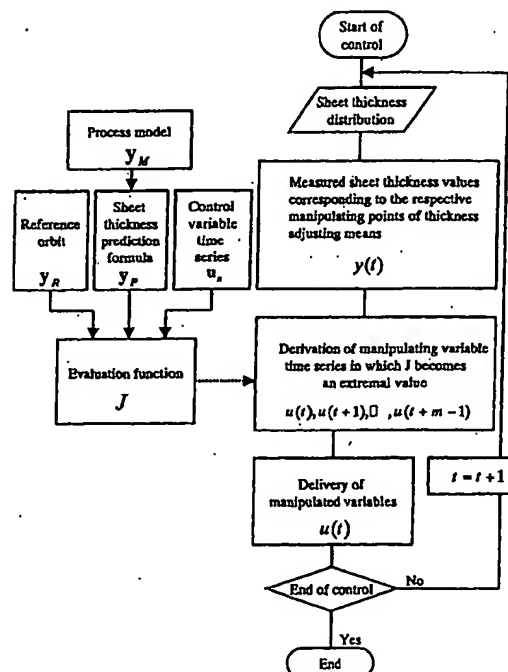 Start of
control
Sheet thickness
distribution
Process model
y_M
Measured sheet thickness values
corresponding to the respective
manipulating points of thickness
adjusting means
y(t)
Reference
orbit
y_R
Sheet
thickness
prediction
formula
y_P
Control
variable
time
series
u_n
Evaluation function
J
Derivation of manipulating variable
time series in which J becomes
an extremal value
u(t), u(t+1), □ , u(t+m-1)
Delivery of
manipulated variables
u(t)
t = t+1
End of control
No
Yes
End